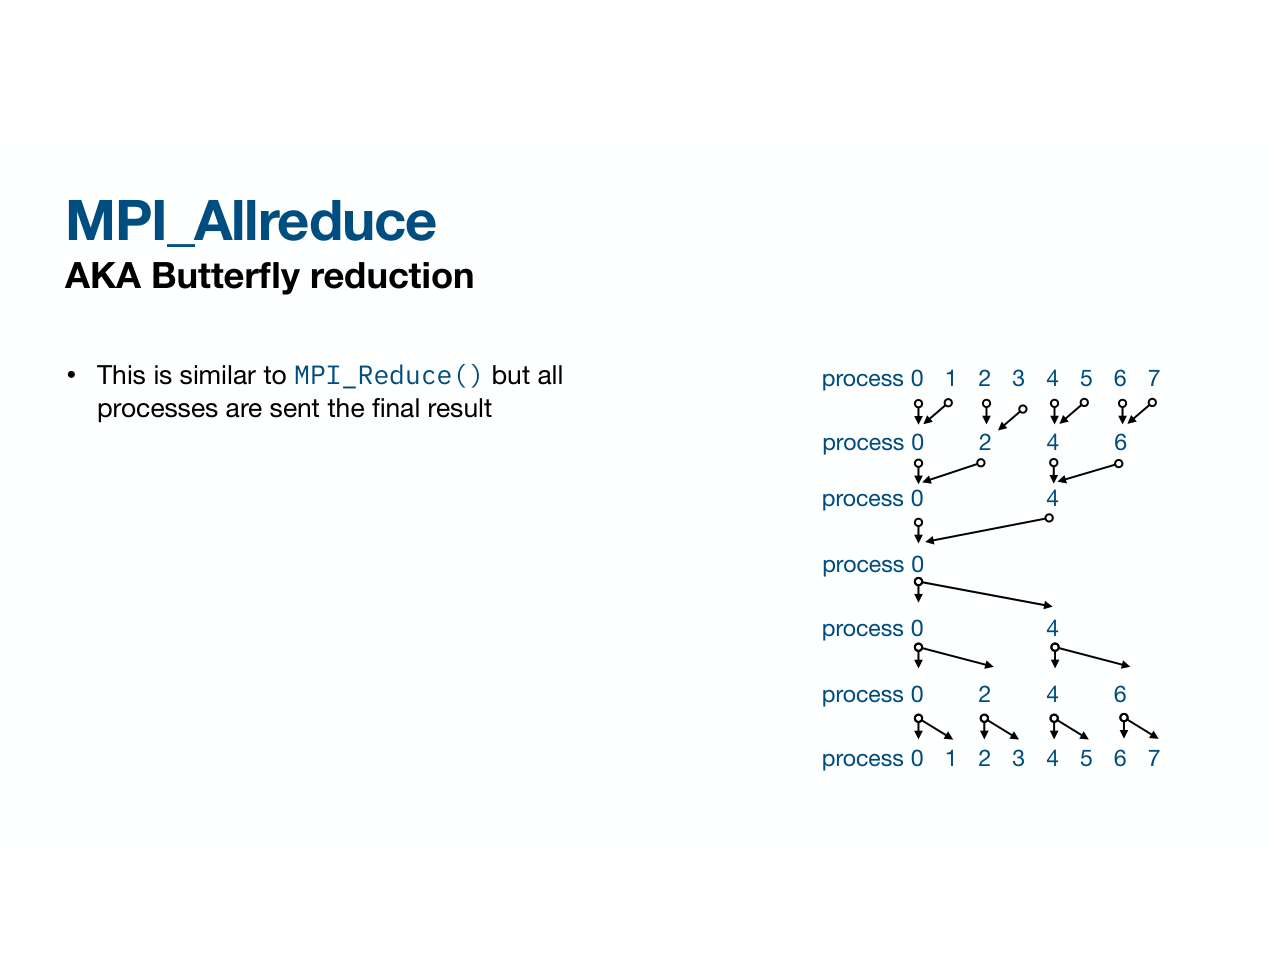 MPI_Allreduce
AKA Butterfly reduction
• This is similar to MPI_Reduce() but all
processes are sent the final result
process 0 1 2 3 4 5 6 7
process 0 2 4 6
process 0 4
process 0
process 0 4
process 0 2 4 6
process 0 1 2 3 4 5 6 7